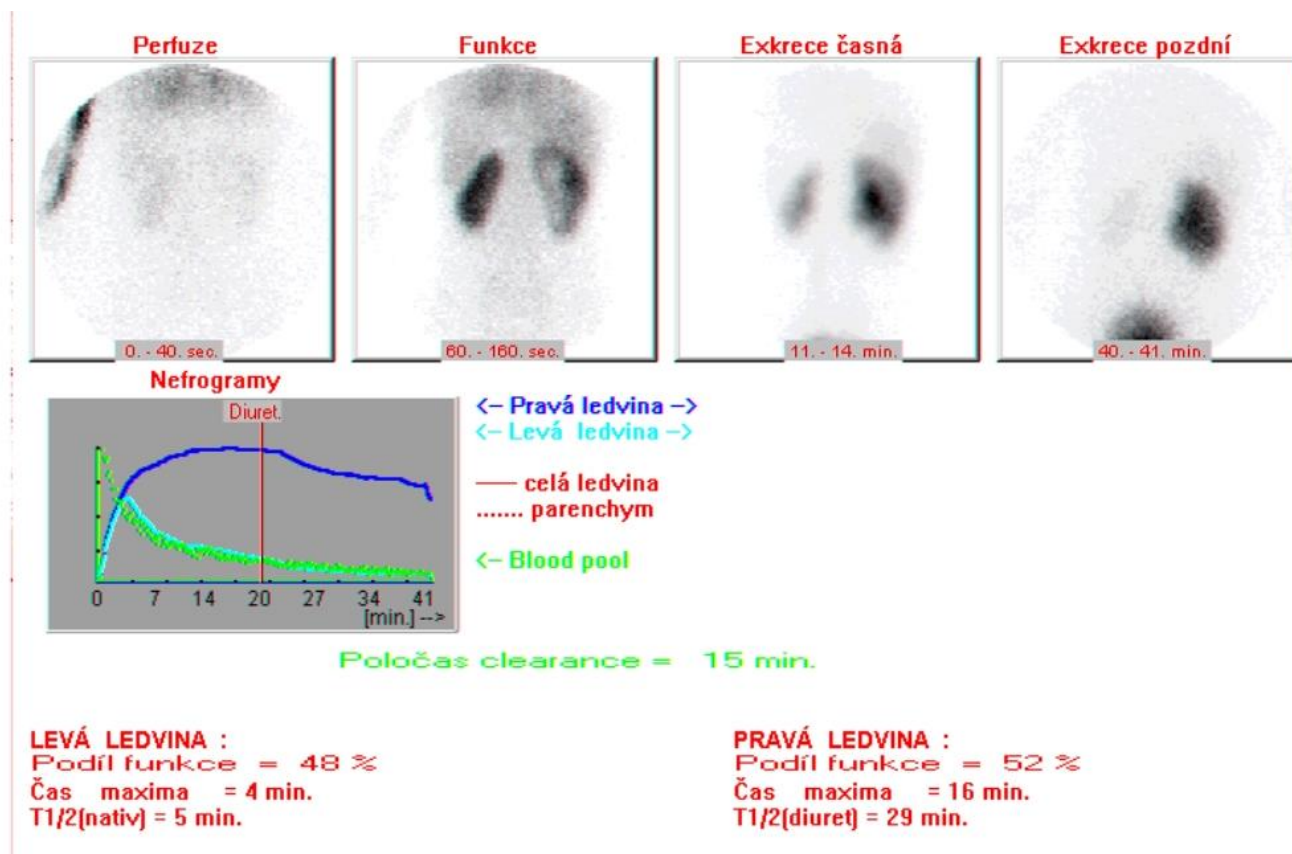 Perfuze
Funkce
Exkrece časná
Exkrece pozdní
0. - 40. sec.
60. - 160. sec.
11. - 14. min.
40. - 41. min.
Nefrogramy
Diuret.
0 7 14 20 27 34 41
[min.] -->
<- Pravá ledvina ->
<- Levá ledvina ->
—— celá ledvina
....... parenchym
<- Blood pool
Poločas clearance = 15 min.
LEVÁ LEDVINA :
Podíl funkce = 48 %
Čas maxima = 4 min.
T1/2(nativ) = 5 min.
PRAVÁ LEDVINA :
Podíl funkce = 52 %
Čas maxima = 16 min.
T1/2(diuret) = 29 min.